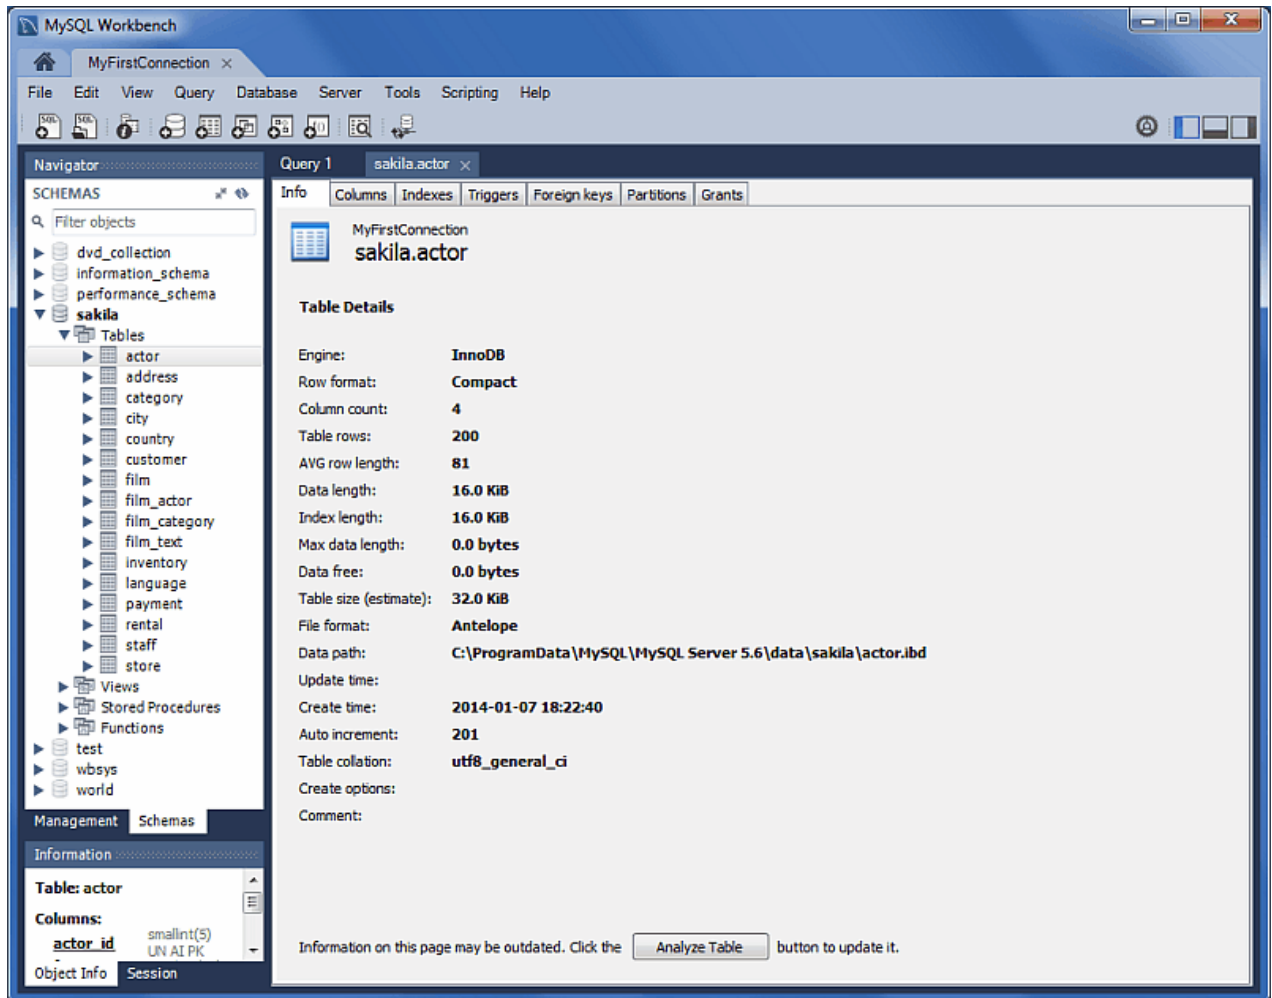 MySQL Workbench
MyFirstConnection
File Edit View Query Database Server Tools Scripting Help
Navigator
SCHEMAS
Filter objects
dvd_collection
information_schema
performance_schema
sakila
Tables
actor
address
category
city
country
customer
film
film_actor
film_category
film_text
inventory
language
payment
rental
staff
store
Views
Stored Procedures
Functions
test
wbsys
world
Management Schemas
Information
Table: actor
Columns:
actor_id smallint(5)
UN AI PK
Object Info Session
Query 1 sakila.actor
Info Columns Indexes Triggers Foreign keys Partitions Grants
MyFirstConnection
sakila.actor
Table Details
Engine: InnoDB
Row format: Compact
Column count: 4
Table rows: 200
AVG row length: 81
Data length: 16.0 KiB
Index length: 16.0 KiB
Max data length: 0.0 bytes
Data free: 0.0 bytes
Table size (estimate): 32.0 KiB
File format: Antelope
Data path: C:\ProgramData\MySQL\MySQL Server 5.6\data\sakila\actor.ibd
Update time:
Create time: 2014-01-07 18:22:40
Auto increment: 201
Table collation: utf8_general_ci
Create options:
Comment:
Information on this page may be outdated. Click the Analyze Table button to update it.